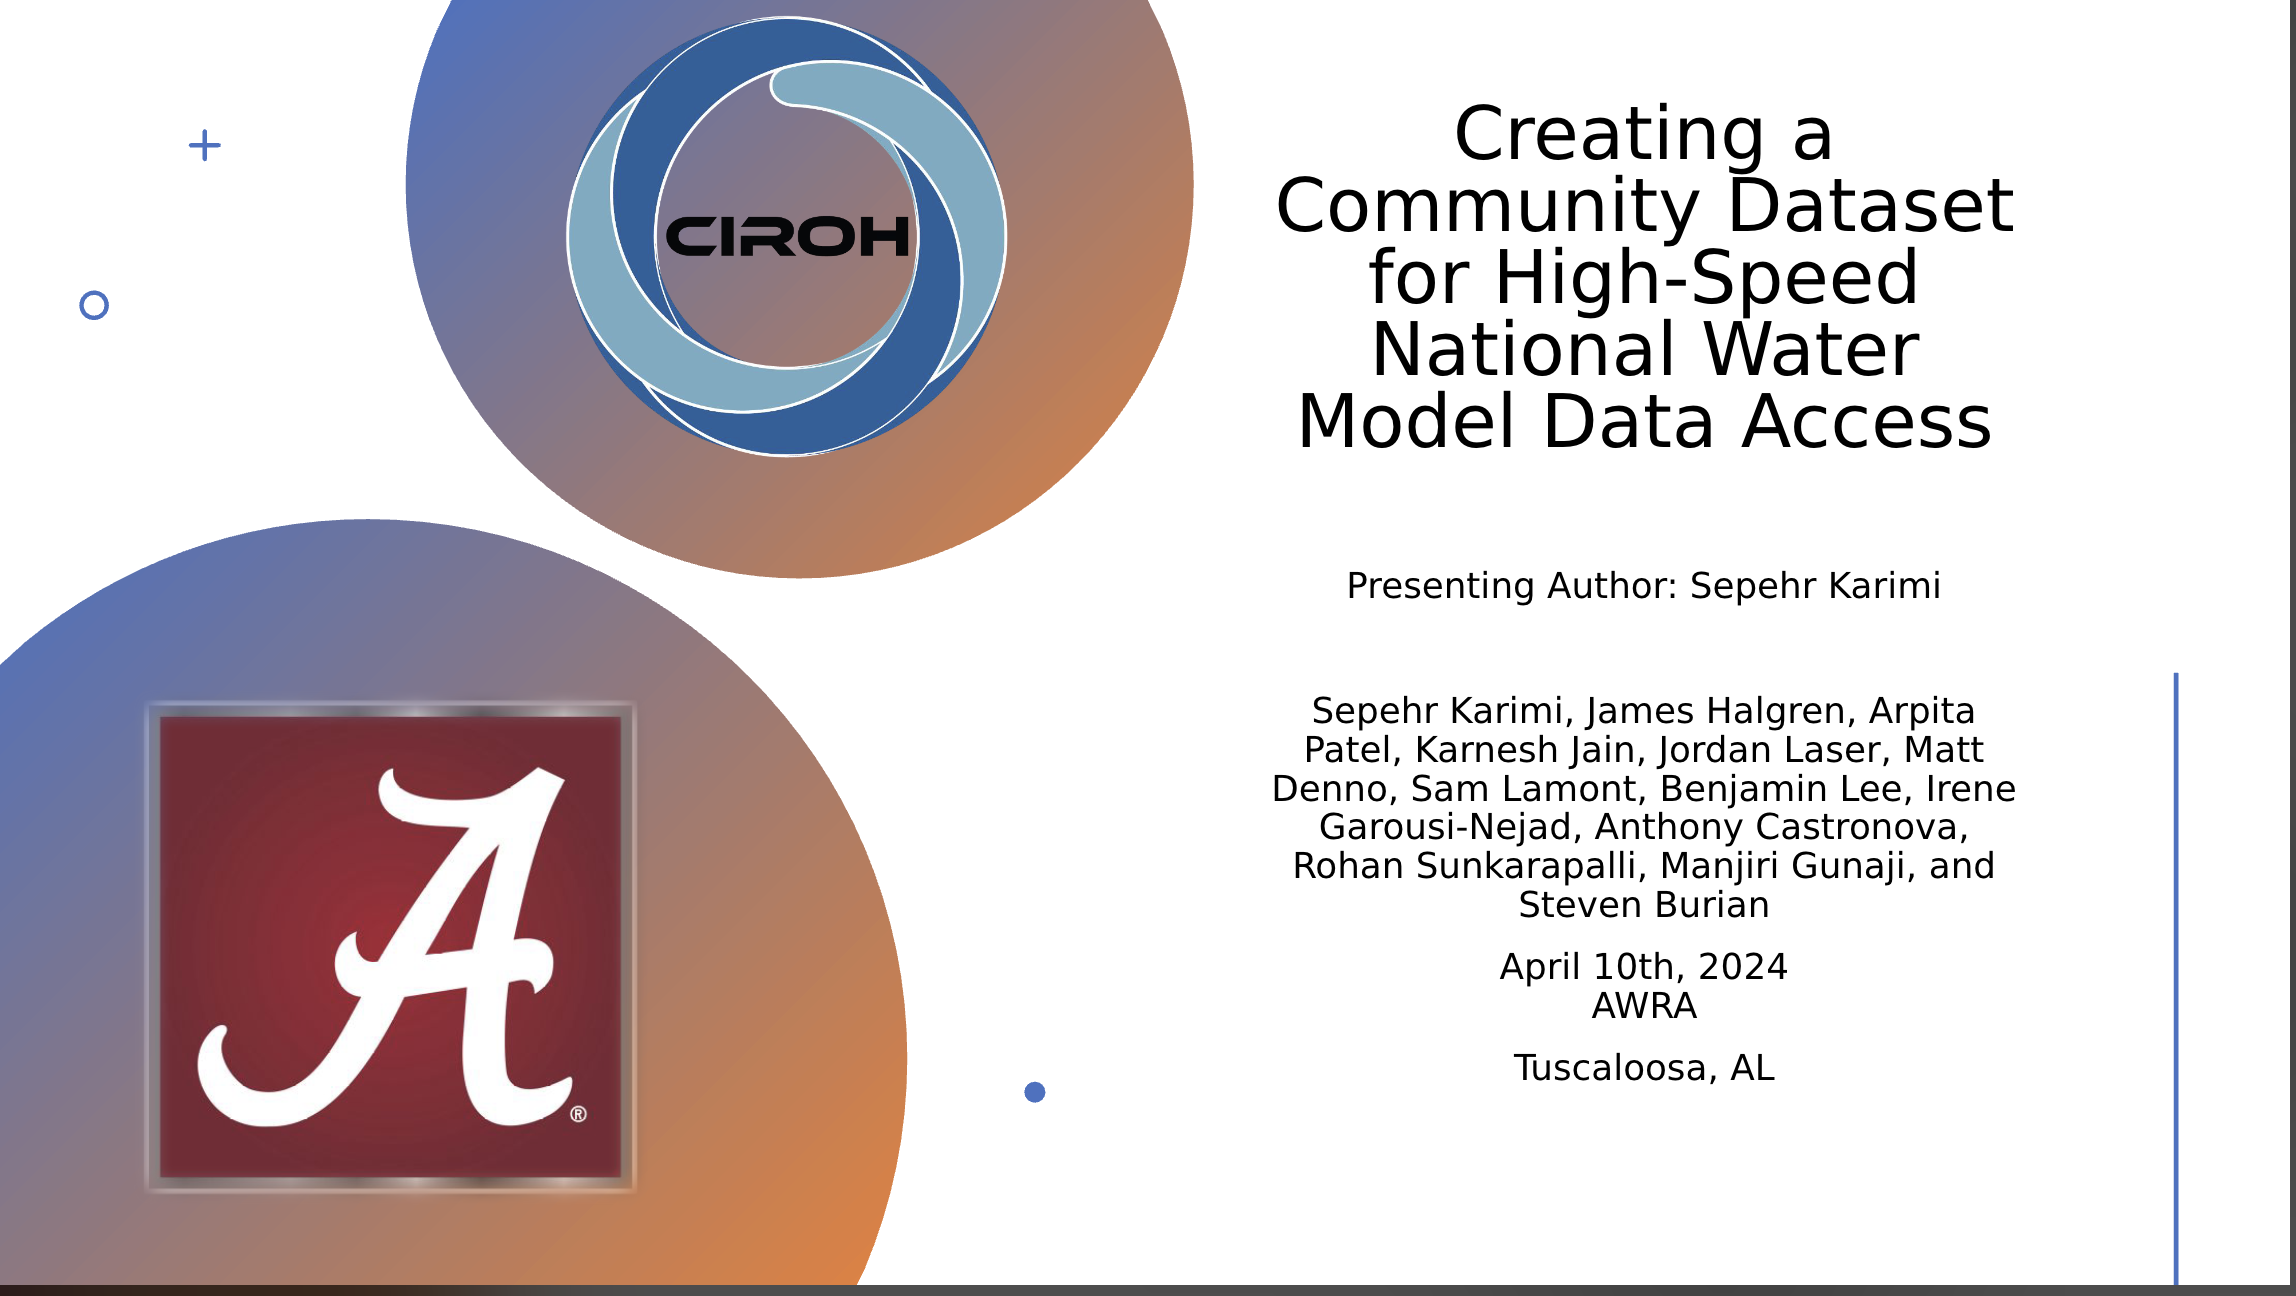 CIROH
Creating a
Community Dataset
for High-Speed
National Water
Model Data Access
Presenting Author: Sepehr Karimi
Sepehr Karimi, James Halgren, Arpita
Patel, Karnesh Jain, Jordan Laser, Matt
Denno, Sam Lamont, Benjamin Lee, Irene
Garousi-Nejad, Anthony Castronova,
Rohan Sunkarapalli, Manjiri Gunaji, and
Steven Burian
April 10th, 2024
AWRA
Tuscaloosa, AL
A
®